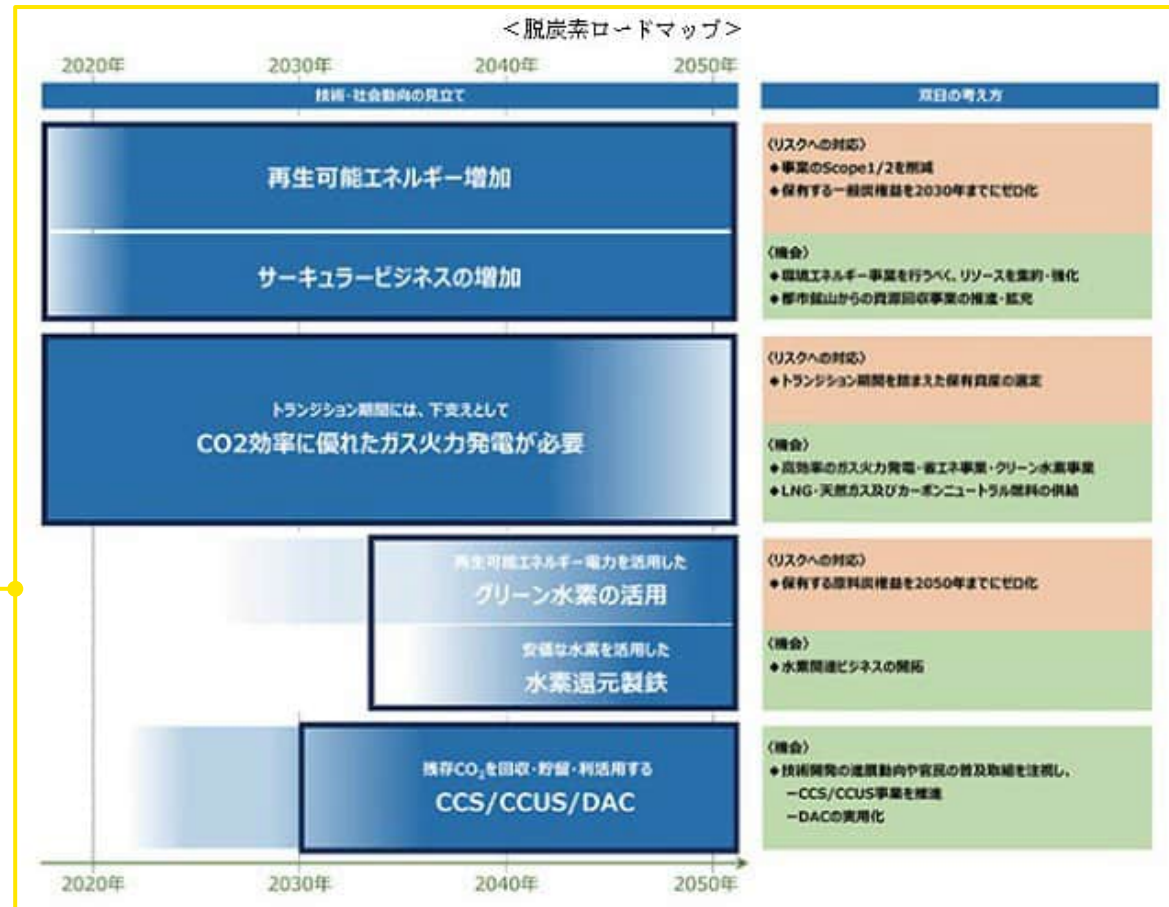 ＜脱炭素ロードマップ＞
2020年 2030年 2040年 2050年
技術・社会動向の見立て
双日の考え方
再生可能エネルギー増加
サーキュラービジネスの増加
〈リスクへの対応〉
◆事業のScope1/2を削減
◆保有する一般炭権益を2030年までにゼロ化
〈機会〉
◆環境エネルギー事業を行うべく、リソースを集約・強化
◆都市鉱山からの資源回収事業の推進・拡充
トランジション期間には、下支えとして
CO2効率に優れたガス火力発電が必要
〈リスクへの対応〉
◆トランジション期間を踏まえた保有資産の選定
〈機会〉
◆高効率のガス火力発電・省エネ事業・クリーン水素事業
◆LNG・天然ガス及びカーボンニュートラル燃料の供給
再生可能エネルギー電力を活用した
グリーン水素の活用
安価な水素を活用した
水素還元製鉄
〈リスクへの対応〉
◆保有する原料炭権益を2050年までにゼロ化
〈機会〉
◆水素関連ビジネスの開拓
残存CO₂を回収・貯留・利活用する
CCS/CCUS/DAC
〈機会〉
◆技術開発の進展動向や官民の普及取組を注視し、
－CCS/CCUS事業を推進
－DACの実用化
2020年 2030年 2040年 2050年